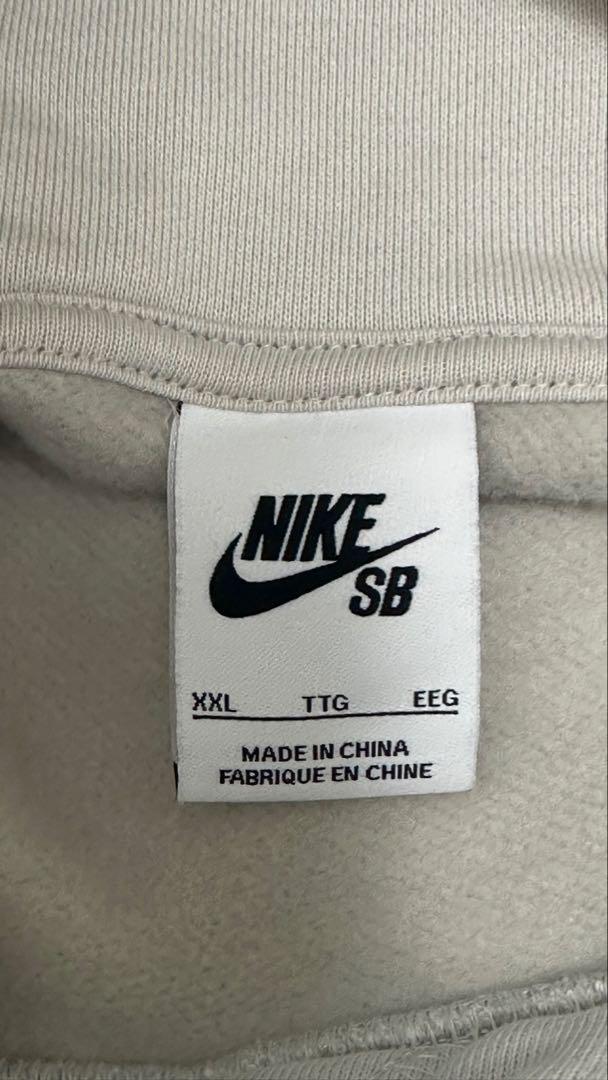 NIKE
SB
XXL TTG EEG
MADE IN CHINA
FABRIQUE EN CHINE